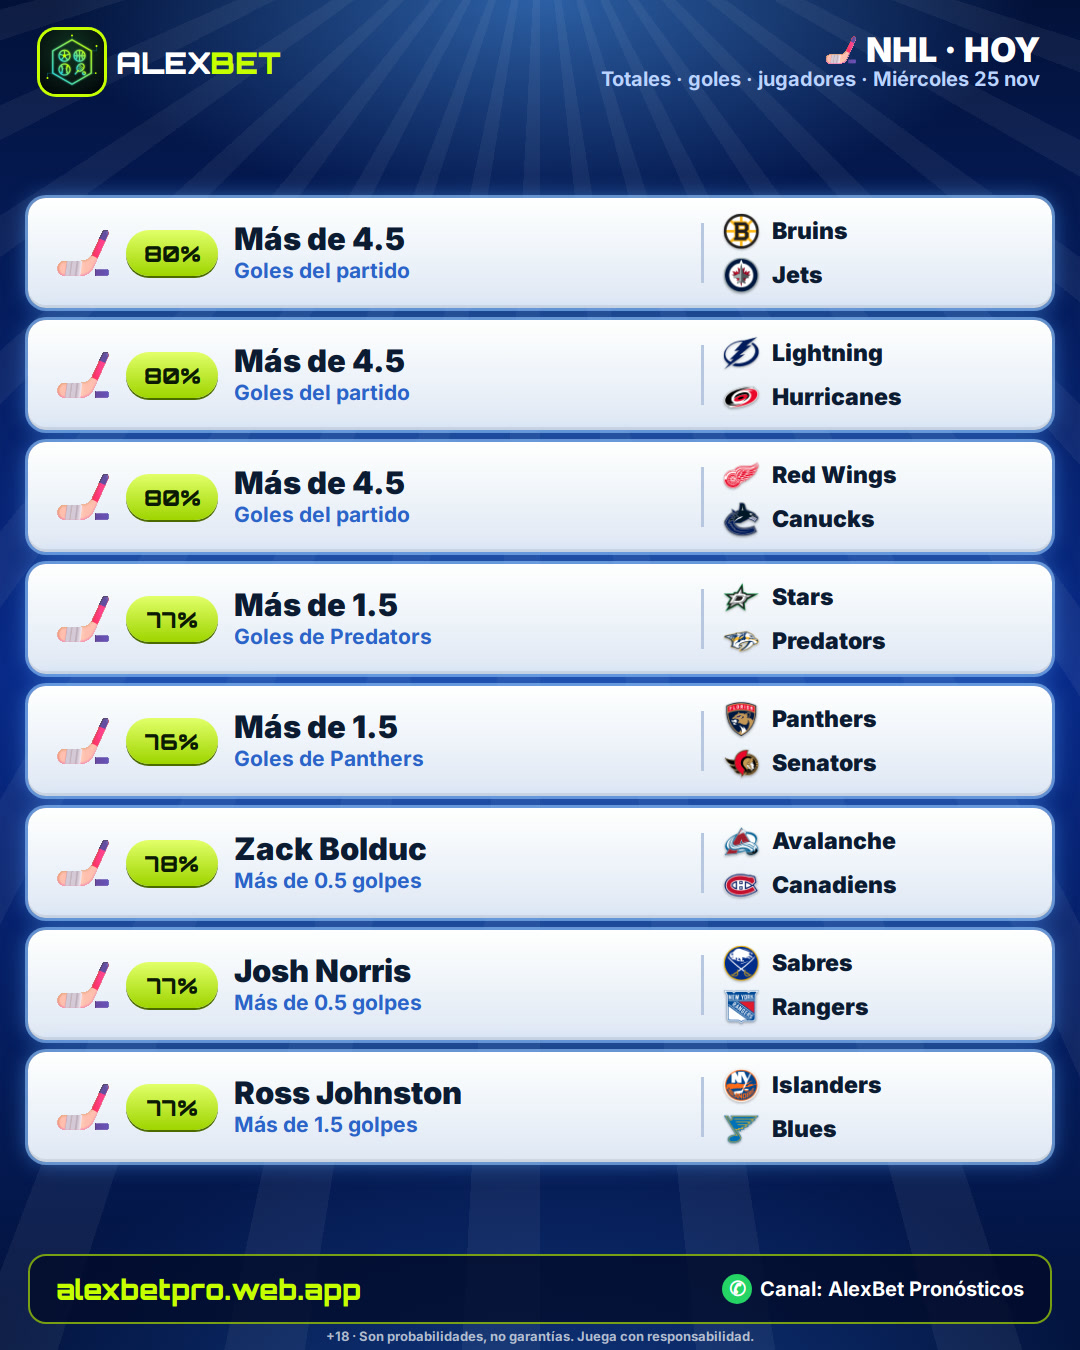 ALEXBET
NHL · HOY
Totales · goles · jugadores · Miércoles 25 nov
80%
Más de 4.5
Goles del partido
Bruins
Jets
80%
Más de 4.5
Goles del partido
Lightning
Hurricanes
80%
Más de 4.5
Goles del partido
Red Wings
Canucks
77%
Más de 1.5
Goles de Predators
Stars
Predators
76%
Más de 1.5
Goles de Panthers
FLORIDA
Panthers
Senators
78%
Zack Bolduc
Más de 0.5 golpes
Avalanche
Canadiens
77%
Josh Norris
Más de 0.5 golpes
Sabres
NEW YORK
RANGERS
Rangers
77%
Ross Johnston
Más de 1.5 golpes
NY
Islanders
Blues
alexbetpro.web.app
Canal: AlexBet Pronósticos
+18 · Son probabilidades, no garantías. Juega con responsabilidad.